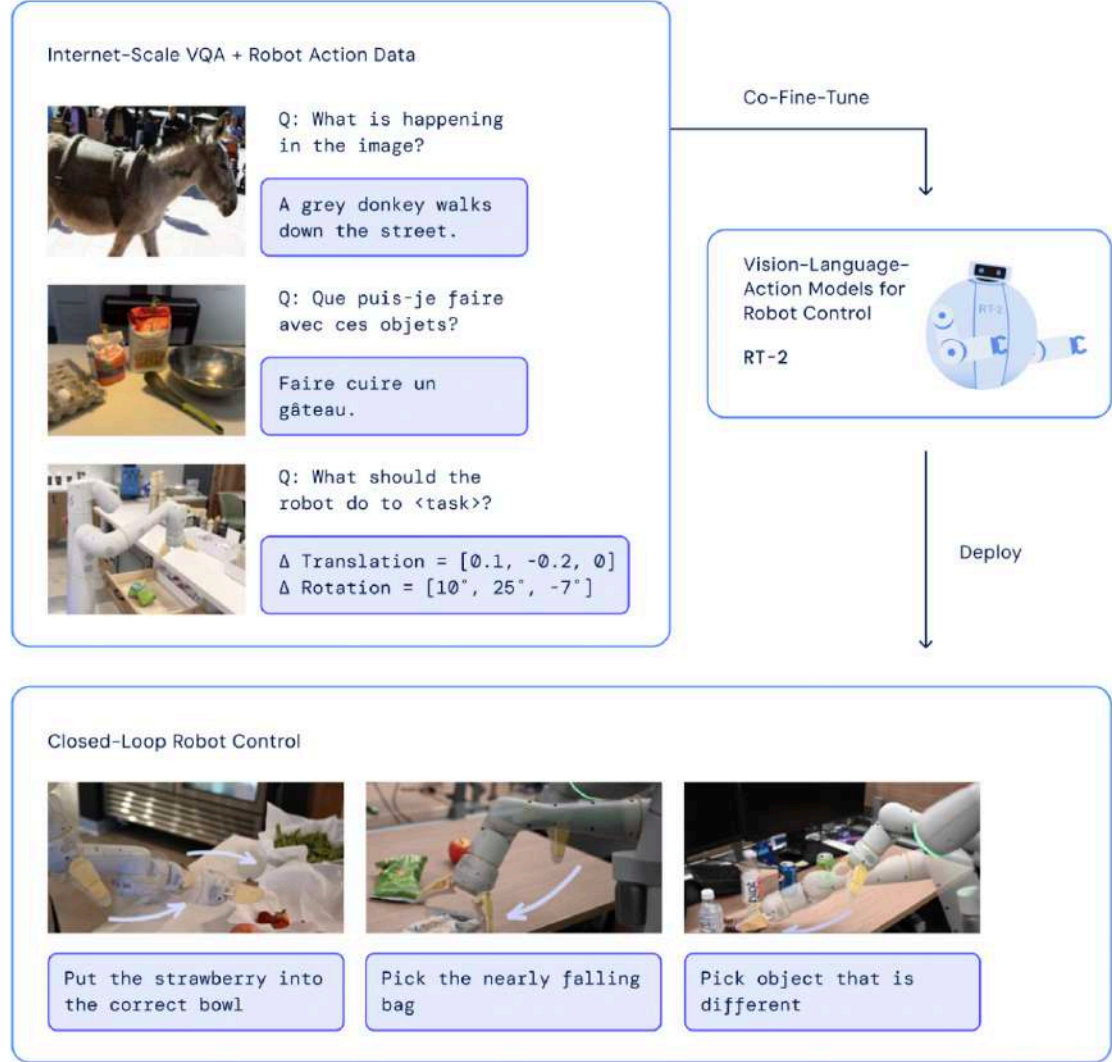 Internet-Scale VQA + Robot Action Data
Q: What is happening
in the image?
A grey donkey walks
down the street.
Q: Que puis-je faire
avec ces objets?
Faire cuire un
gâteau.
Q: What should the
robot do to <task>?
Δ Translation = [0.1, -0.2, 0]
Δ Rotation = [10°, 25°, -7°]
Co-Fine-Tune
Vision-Language-
Action Models for
Robot Control
RT-2
RT-2
Deploy
Closed-Loop Robot Control
Put the strawberry into
the correct bowl
Pick the nearly falling
bag
Pick object that is
different